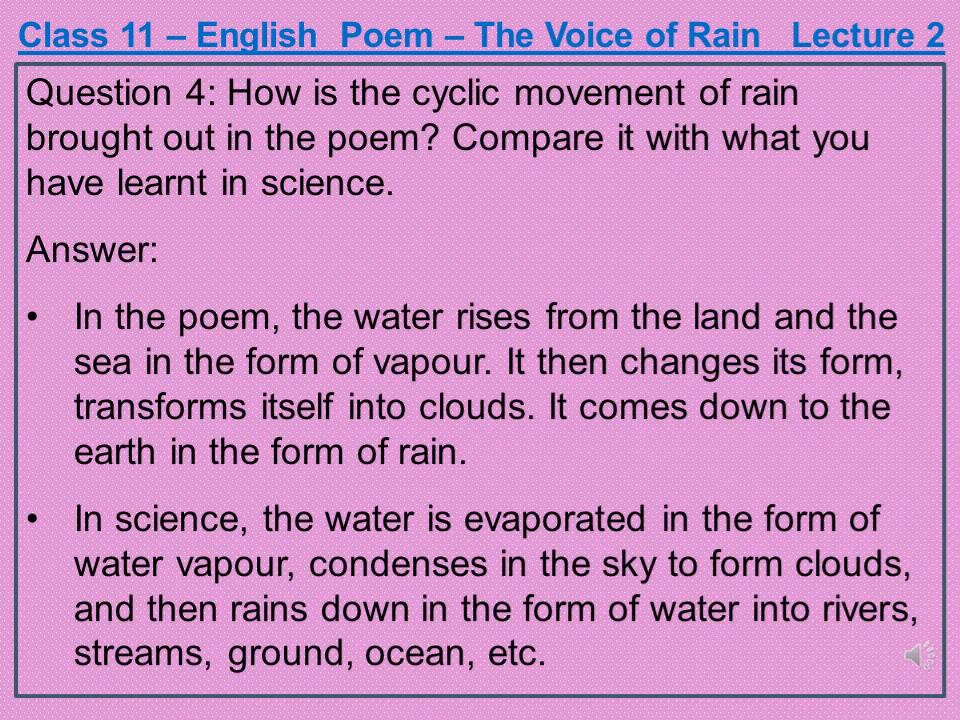 Class 11 – English  Poem – The Voice of Rain   Lecture 2
Question 4: How is the cyclic movement of rain
brought out in the poem? Compare it with what you
have learnt in science.
Answer:
• In the poem, the water rises from the land and the
sea in the form of vapour. It then changes its form,
transforms itself into clouds. It comes down to the
earth in the form of rain.
• In science, the water is evaporated in the form of
water vapour, condenses in the sky to form clouds,
and then rains down in the form of water into rivers,
streams, ground, ocean, etc.